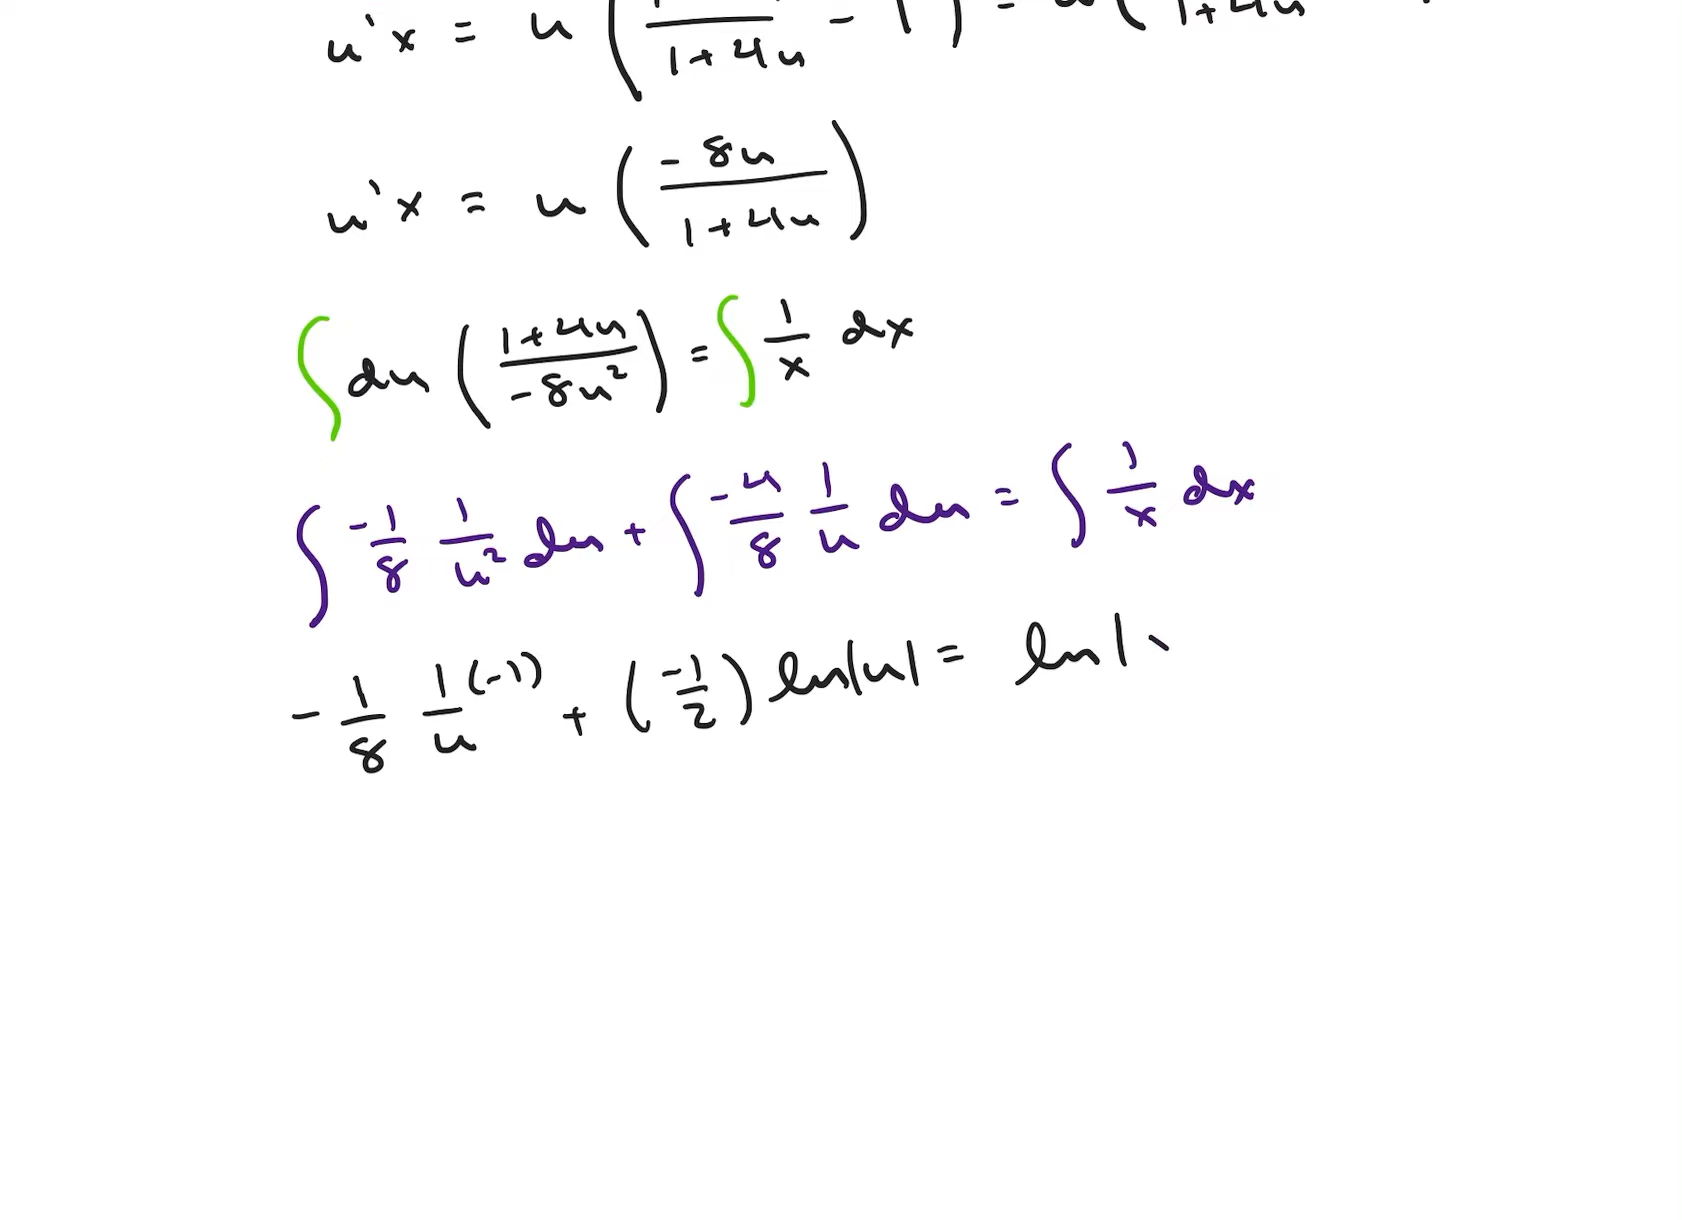 u'x = u ( / 1+4u - 1 ) = u ( 1+4u
u'x = u ( -8u / 1+4u )
∫ du ( 1+4u / -8u² ) = ∫ 1/x dx
∫ -1/8 1/u² du + ∫ -4/8 1/u du = ∫ 1/x dx
- 1/8 1/u (-1) + ( -1/2 ) ln|u| = ln|